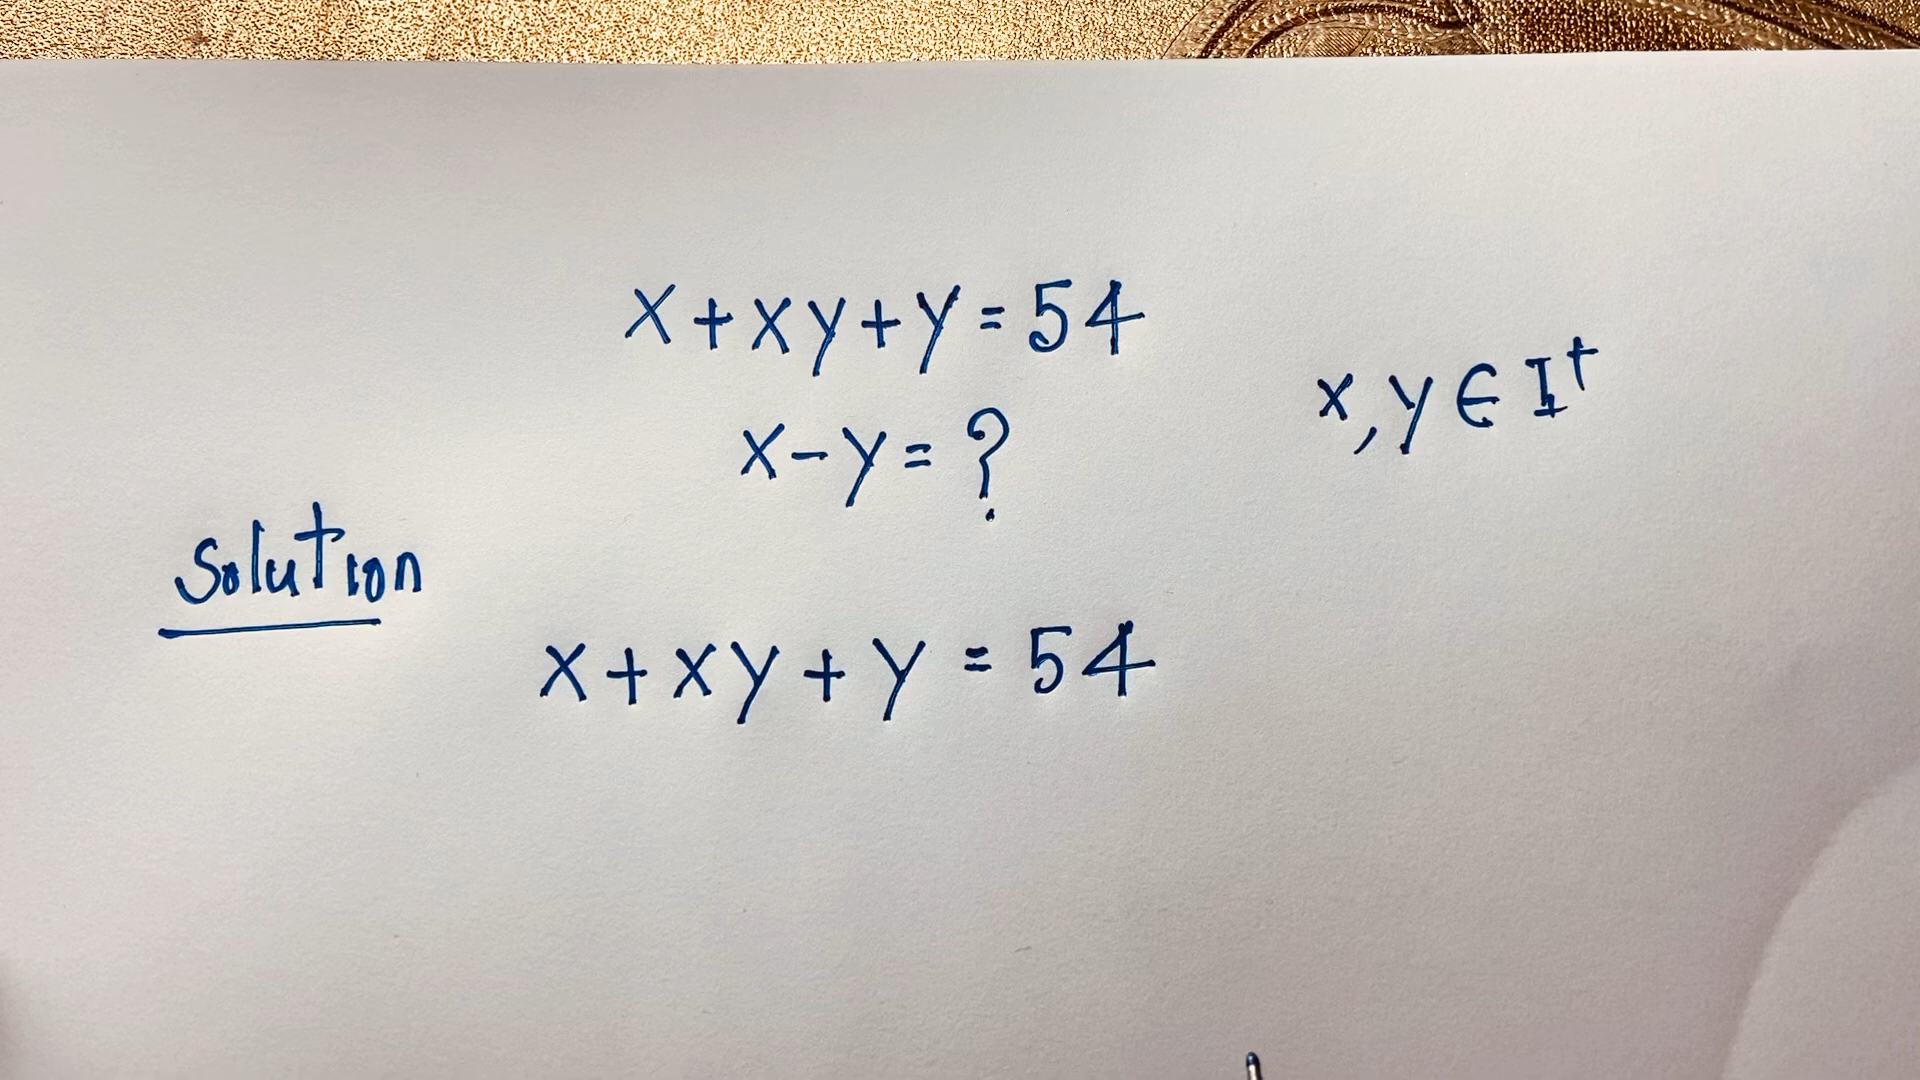 x+xy+y=54
x-y=?
x,y∈I⁺
Solution
x+xy+y=54